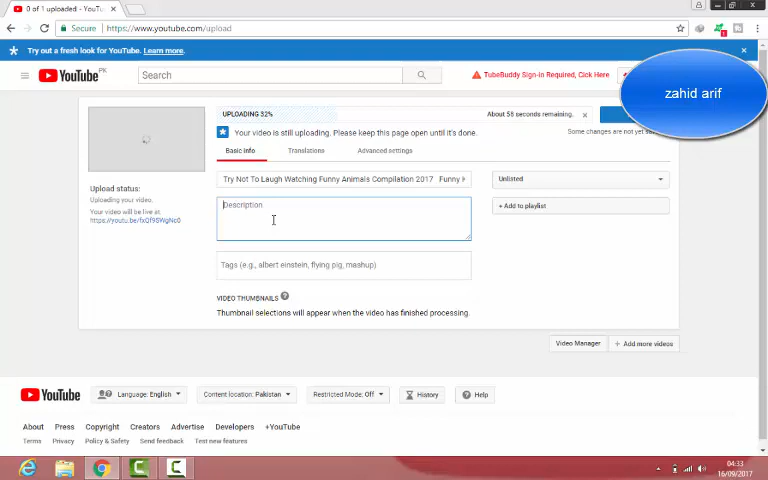 0 of 1 uploaded - YouTu
Secure
https://www.youtube.com/upload
Try out a fresh look for YouTube. Learn more.
YouTube PK
Search
TubeBuddy Sign-in Required, Click Here
zahid arif
UPLOADING 32%
About 58 seconds remaining.
Your video is still uploading. Please keep this page open until it's done.
Some changes are not yet
Basic info
Translations
Advanced settings
Try Not To Laugh Watching Funny Animals Compilation 2017 Funny
Unlisted
Description
+ Add to playlist
Upload status:
Uploading your video.
Your video will be live at:
Tags (e.g., albert einstein, flying pig, mashup)
VIDEO THUMBNAILS
Thumbnail selections will appear when the video has finished processing.
Video Manager
+ Add more videos
YouTube
Language: English
Content location: Pakistan
Restricted Mode: Off
History
Help
About
Press
Copyright
Creators
Advertise
Developers
+YouTube
Terms
Privacy
Policy & Safety
Send feedback
Test new features
04:33
16/09/2017